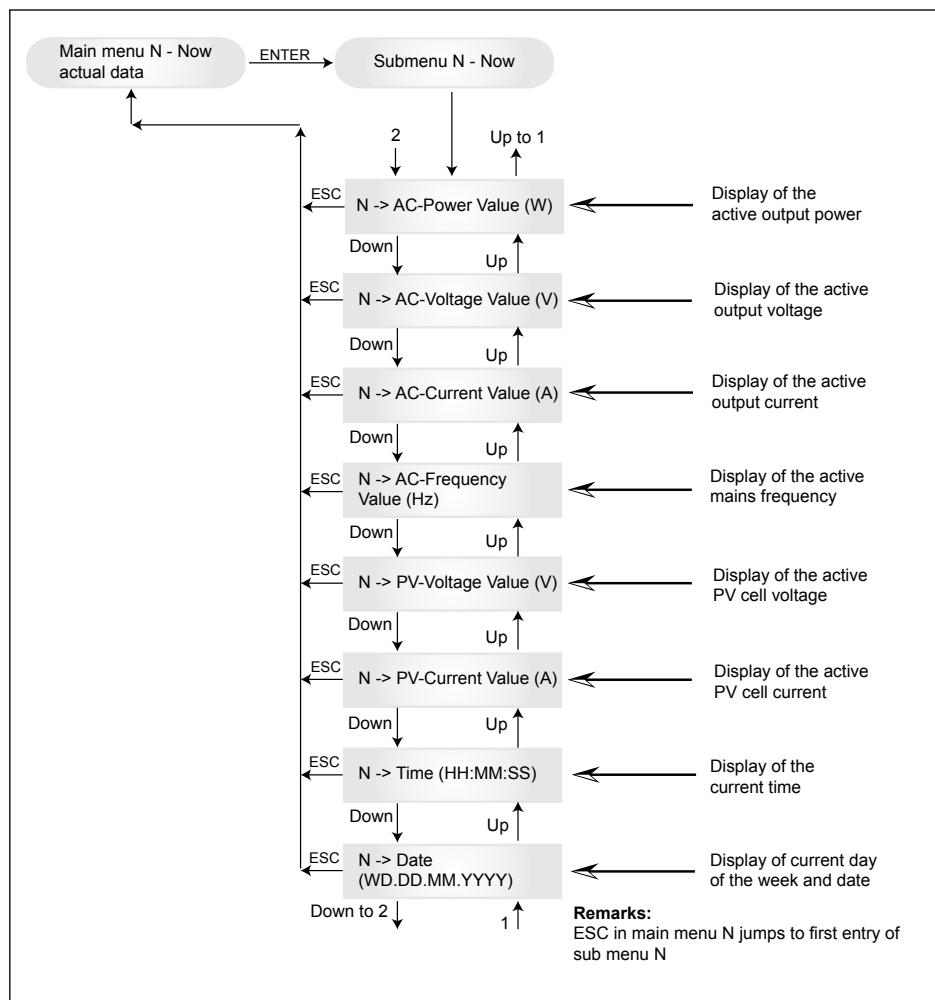 Main menu N - Now
actual data
ENTER
Submenu N - Now
2
Up to 1
ESC
N -> AC-Power Value (W)
Display of the
active output power
Down
Up
ESC
N -> AC-Voltage Value (V)
Display of the active
output voltage
Down
Up
ESC
N -> AC-Current Value (A)
Display of the active
output current
Down
Up
ESC
N -> AC-Frequency
Value (Hz)
Display of the active
mains frequency
Down
Up
ESC
N -> PV-Voltage Value (V)
Display of the active
PV cell voltage
Down
Up
ESC
N -> PV-Current Value (A)
Display of the active
PV cell current
Down
Up
ESC
N -> Time (HH:MM:SS)
Display of the
current time
Down
Up
ESC
N -> Date
(WD.DD.MM.YYYY)
Display of current day
of the week and date
Down to 2
1
Remarks:
ESC in main menu N jumps to first entry of
sub menu N